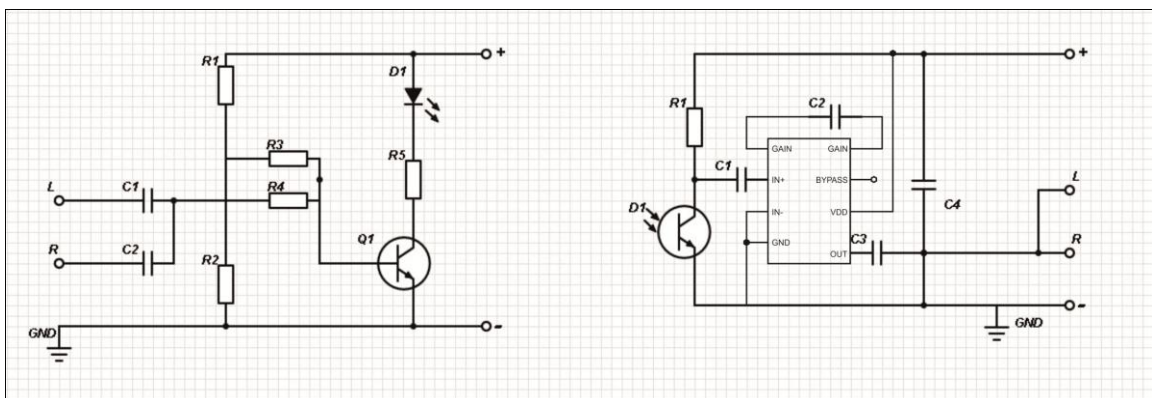 R1
D1
+
R3
R5
L
C1
R4
R
C2
R2
Q1
GND
-
+
R1
C2
GAIN
GAIN
C1
IN+
BYPASS
L
D1
IN-
VDD
C4
R
GND
C3
OUT
-
GND